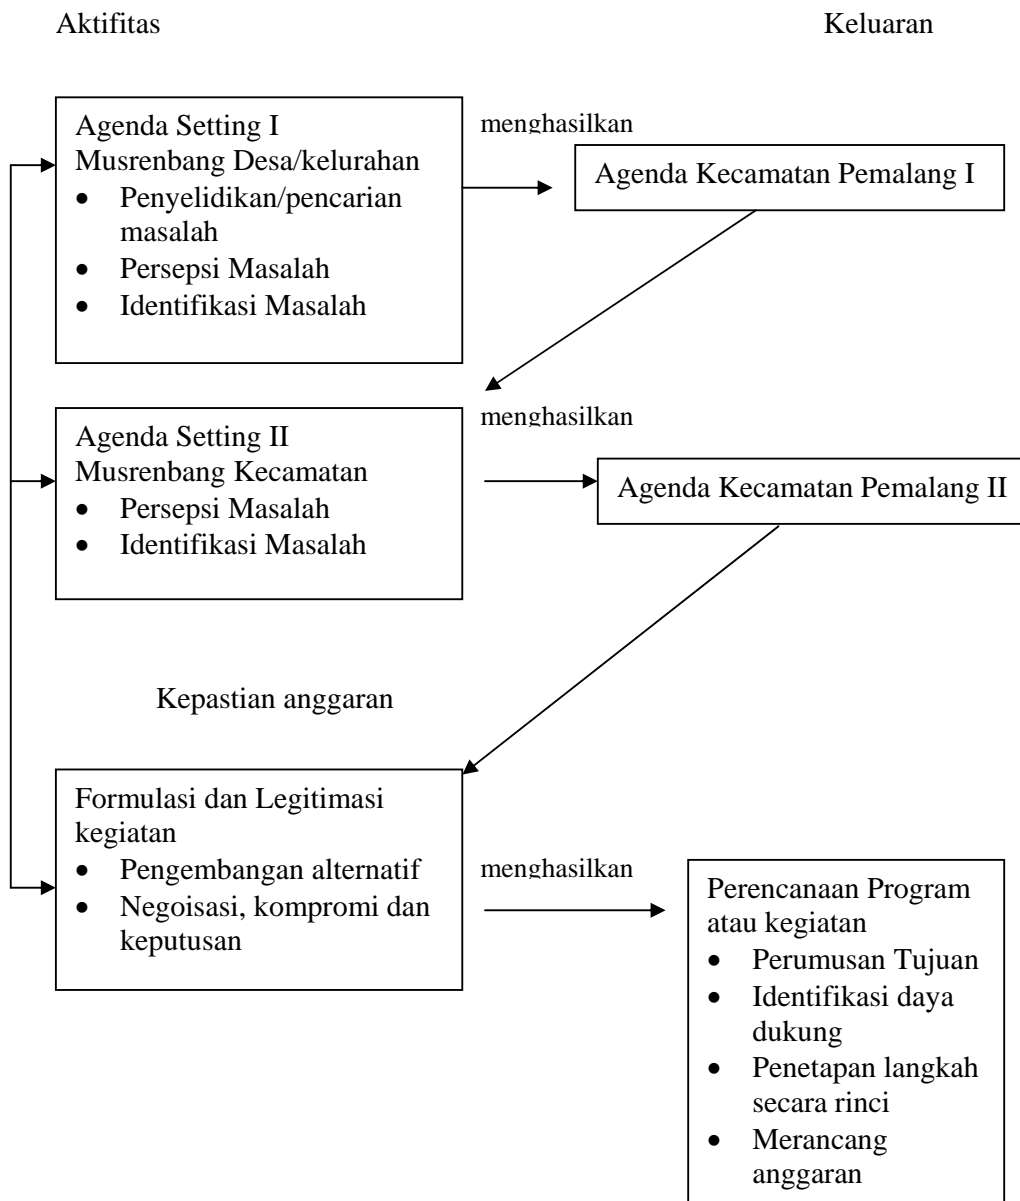 Aktifitas
Keluaran
Agenda Setting I
Musrenbang Desa/kelurahan
• Penyelidikan/pencarian
masalah
• Persepsi Masalah
• Identifikasi Masalah
menghasilkan
Agenda Kecamatan Pemalang I
Agenda Setting II
Musrenbang Kecamatan
• Persepsi Masalah
• Identifikasi Masalah
menghasilkan
Agenda Kecamatan Pemalang II
Kepastian anggaran
Formulasi dan Legitimasi
kegiatan
• Pengembangan alternatif
• Negoisasi, kompromi dan
keputusan
menghasilkan
Perencanaan Program
atau kegiatan
• Perumusan Tujuan
• Identifikasi daya
dukung
• Penetapan langkah
secara rinci
• Merancang
anggaran